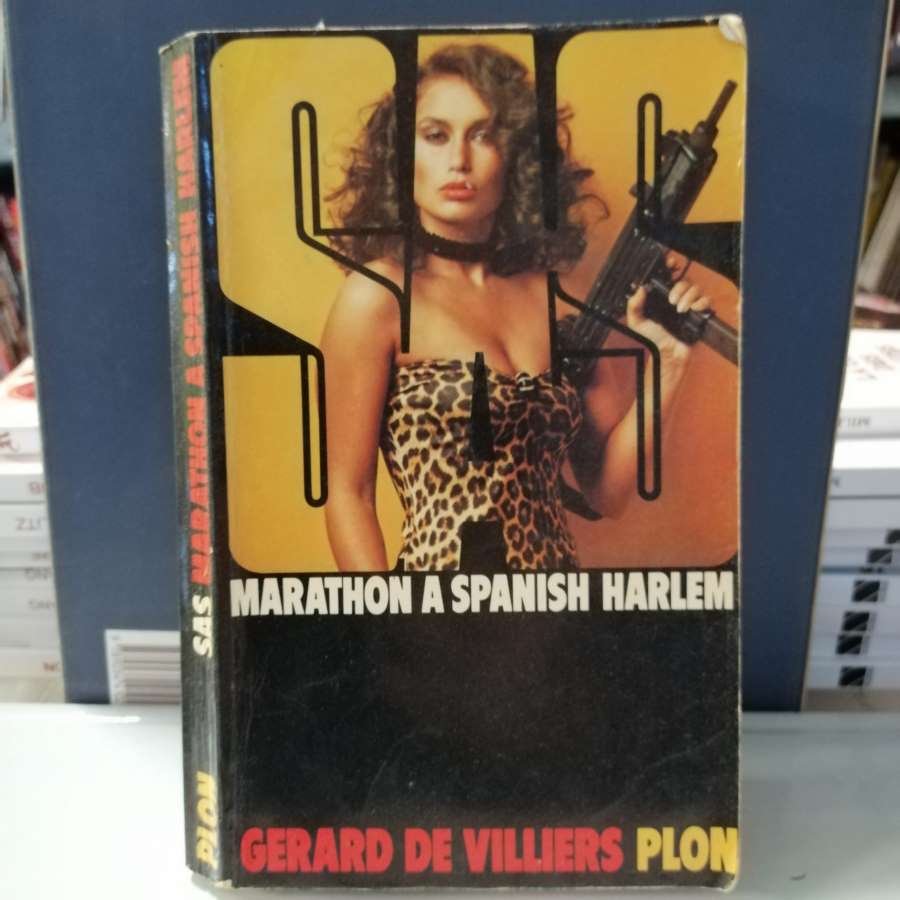 SAS
MARATHON A SPANISH HARLEM
GERARD DE VILLIERS PLON
SAS MARATHON A SPANISH HARLEM
PLON